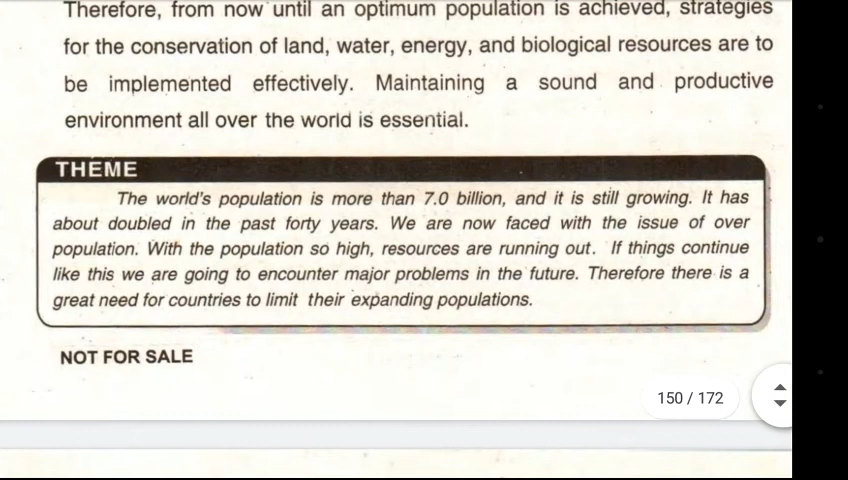 Therefore, from now until an optimum population is achieved, strategies
for the conservation of land, water, energy, and biological resources are to
be implemented effectively. Maintaining a sound and productive
environment all over the world is essential.
THEME
The world's population is more than 7.0 billion, and it is still growing. It has
about doubled in the past forty years. We are now faced with the issue of over
population. With the population so high, resources are running out. If things continue
like this we are going to encounter major problems in the future. Therefore there is a
great need for countries to limit their expanding populations.
NOT FOR SALE
150 / 172